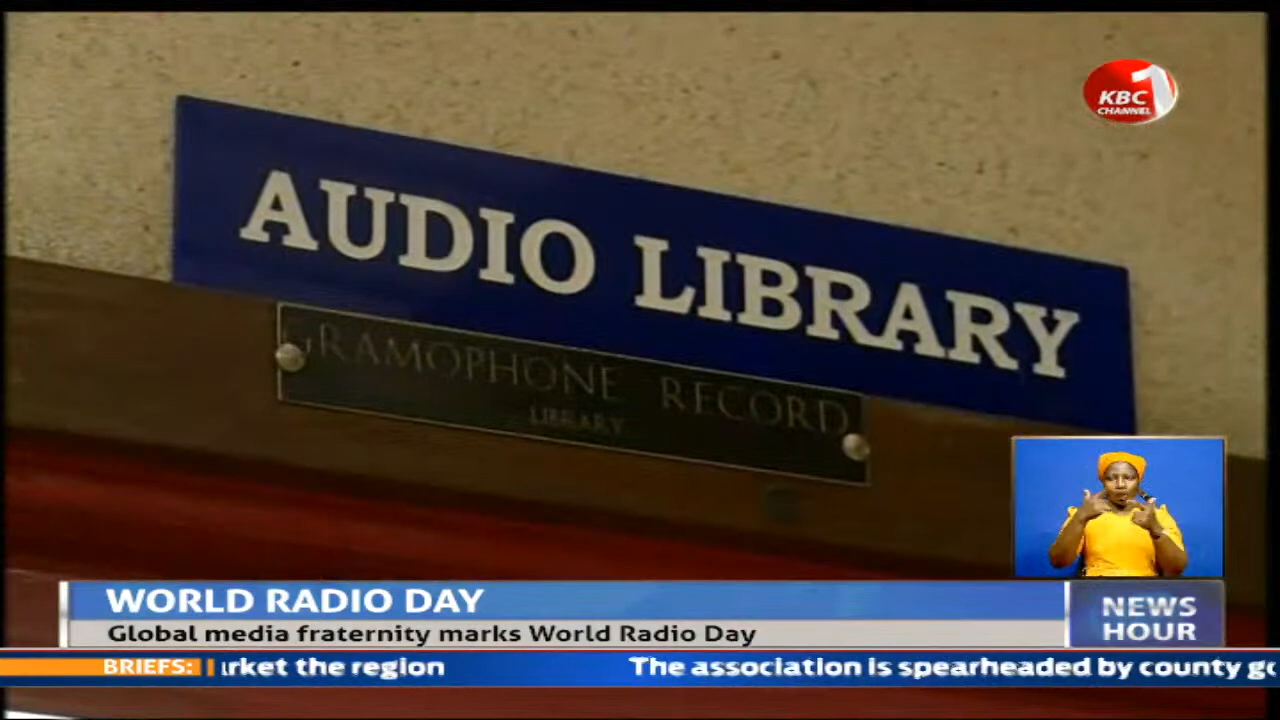 KBC 1
CHANNEL
AUDIO LIBRARY
GRAMOPHONE RECORD
LIBRARY
WORLD RADIO DAY
Global media fraternity marks World Radio Day
NEWS
HOUR
BRIEFS: rket the region The association is spearheaded by county